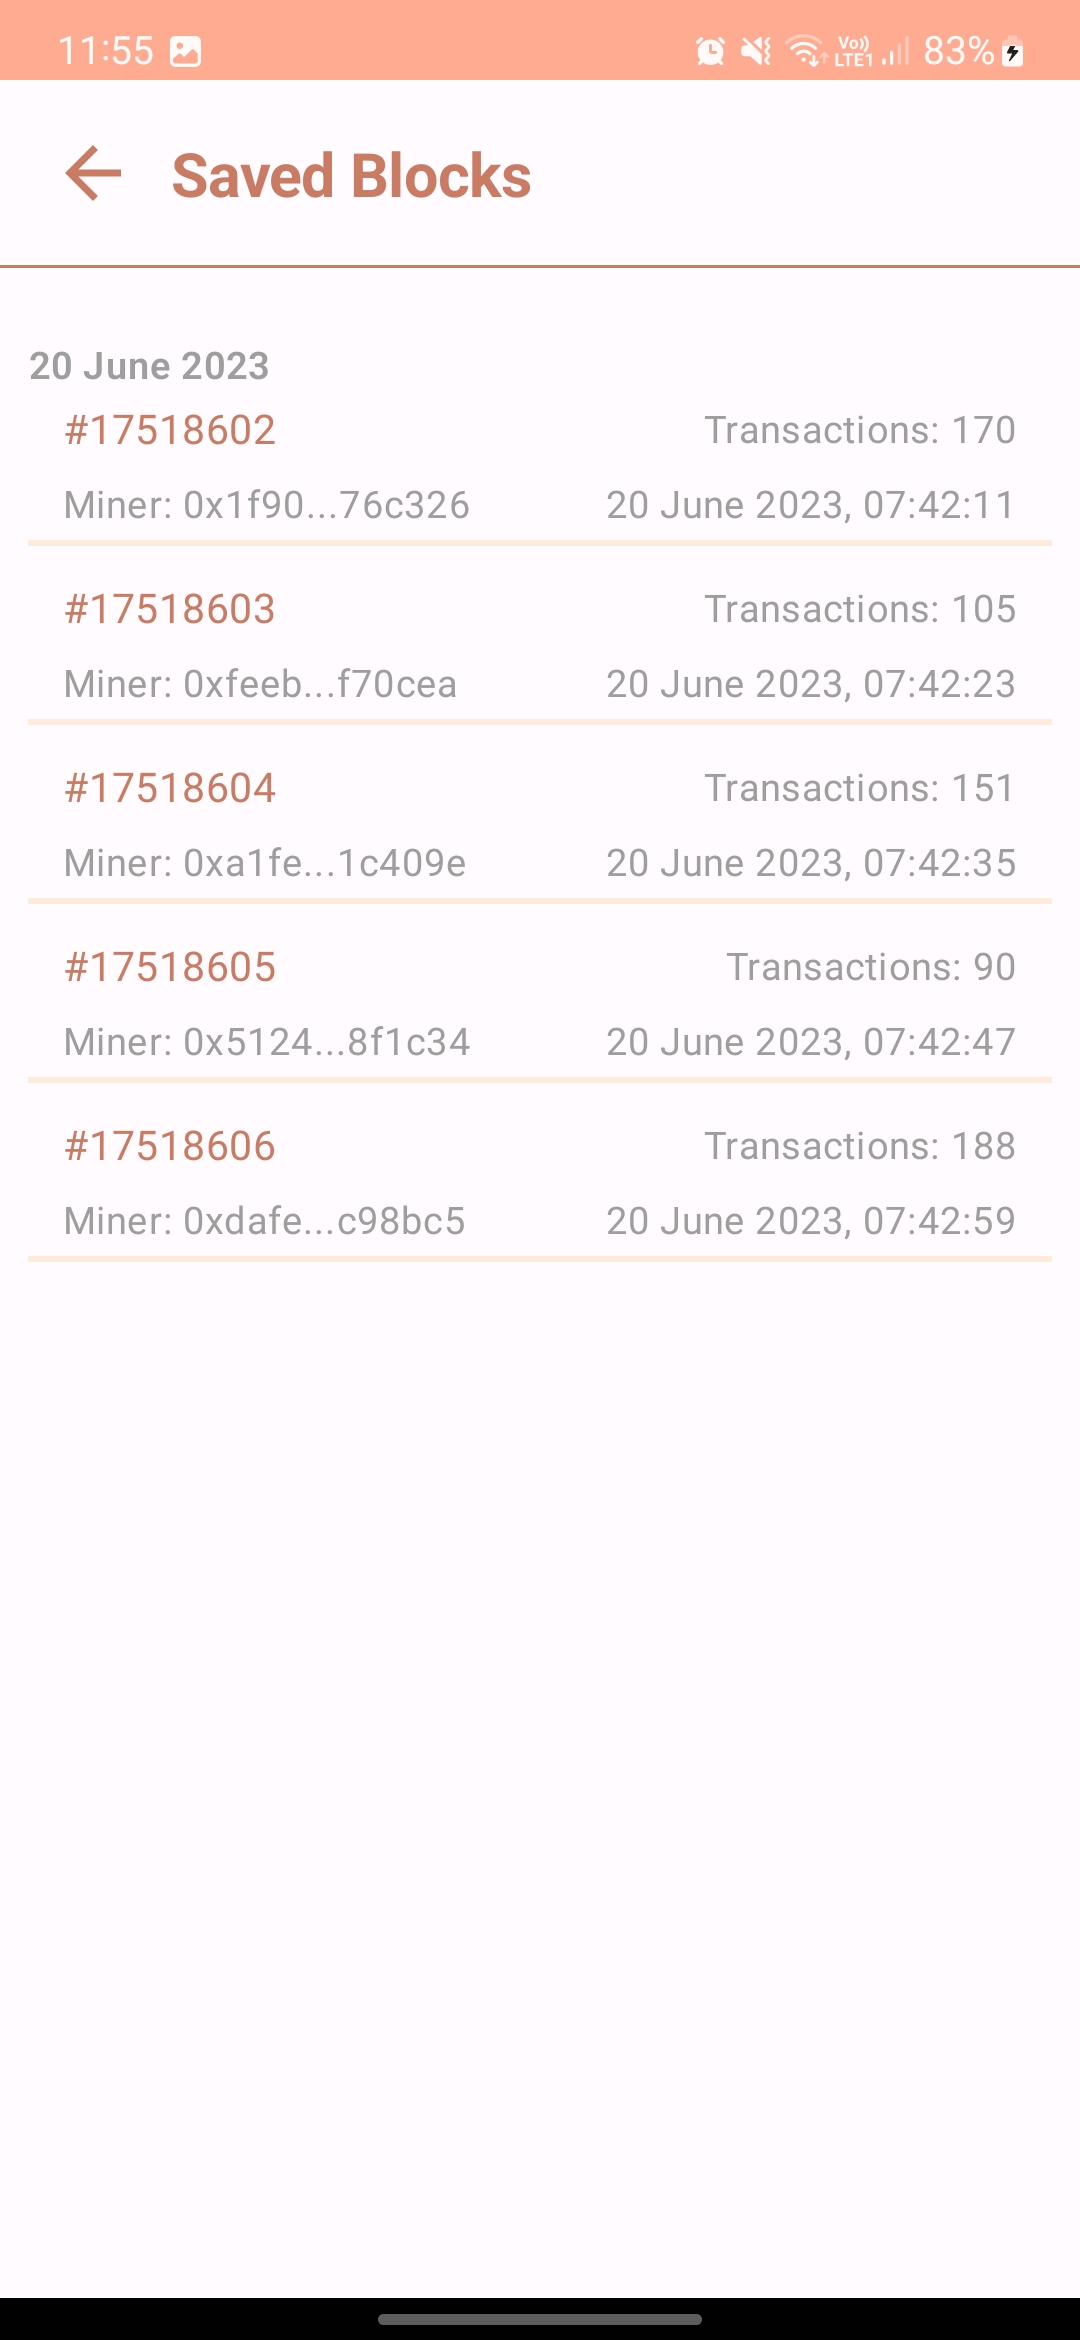 11:55 Vo)) LTE1 83%
Saved Blocks
20 June 2023
#17518602 Transactions: 170
Miner: 0x1f90...76c326 20 June 2023, 07:42:11
#17518603 Transactions: 105
Miner: 0xfeeb...f70cea 20 June 2023, 07:42:23
#17518604 Transactions: 151
Miner: 0xa1fe...1c409e 20 June 2023, 07:42:35
#17518605 Transactions: 90
Miner: 0x5124...8f1c34 20 June 2023, 07:42:47
#17518606 Transactions: 188
Miner: 0xdafe...c98bc5 20 June 2023, 07:42:59